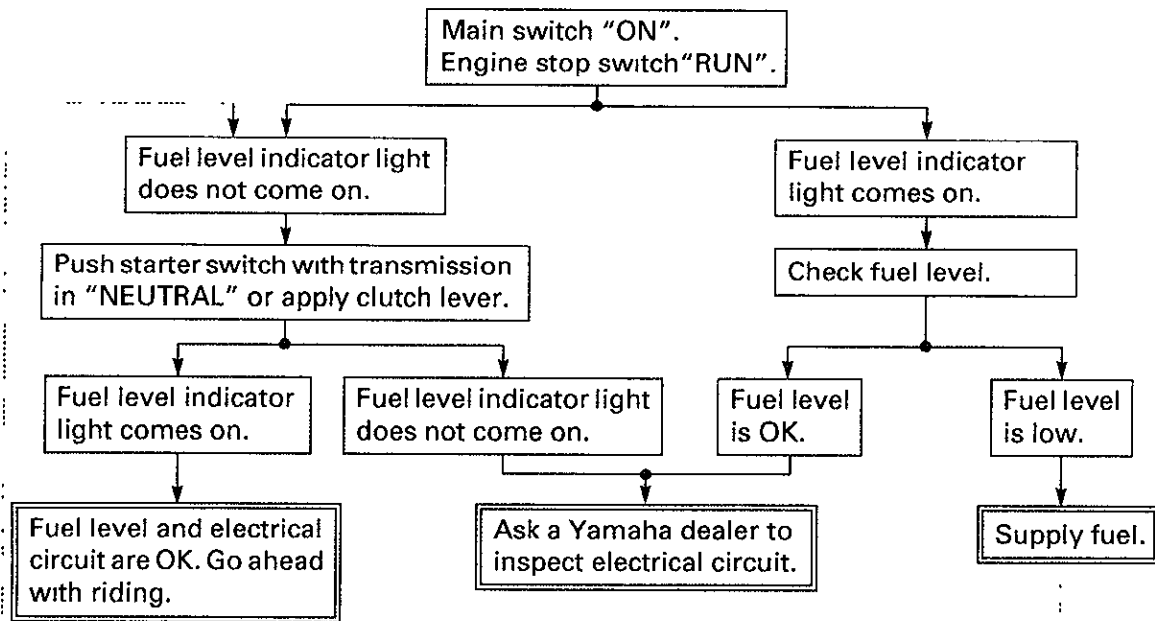 Main switch “ON”.
Engine stop switch “RUN”.
Fuel level indicator light
does not come on.
Fuel level indicator
light comes on.
Push starter switch with transmission
in “NEUTRAL” or apply clutch lever.
Check fuel level.
Fuel level indicator
light comes on.
Fuel level indicator light
does not come on.
Fuel level
is OK.
Fuel level
is low.
Fuel level and electrical
circuit are OK. Go ahead
with riding.
Ask a Yamaha dealer to
inspect electrical circuit.
Supply fuel.